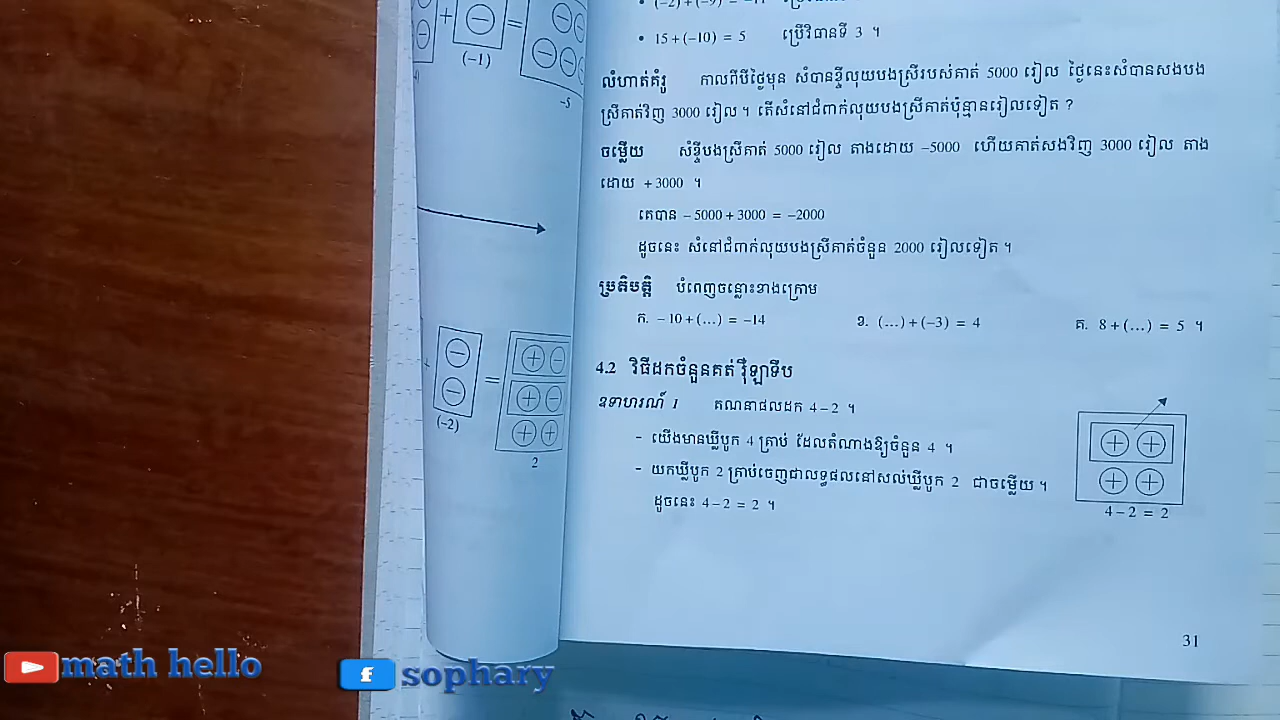 (-1)
-5
(-2)
2
• 15+(-10) = 5 ប្រើវិធានទី 3 ។
លំហាត់គំរូ កាលពីបីថ្ងៃមុន សំបានខ្ចីលុយបងស្រីរបស់គាត់ 5000 រៀល ថ្ងៃនេះសំបានសងបង
ស្រីគាត់វិញ 3000 រៀល ។ តើសំនៅជំពាក់លុយបងស្រីគាត់ប៉ុន្មានរៀលទៀត ?
ចម្លើយ សំខ្ចីបងស្រីគាត់ 5000 រៀល តាងដោយ –5000 ហើយគាត់សងវិញ 3000 រៀល តាង
ដោយ +3000 ។
គេបាន – 5000 + 3000 = –2000
ដូចនេះ សំនៅជំពាក់លុយបងស្រីគាត់ចំនួន 2000 រៀលទៀត ។
ប្រតិបត្តិ បំពេញចន្លោះខាងក្រោម
ក. – 10 + (...) = –14 ខ. (...) + (–3) = 4 គ. 8 + (...) = 5 ។
4.2 វិធីដកចំនួនគត់រ៉ឺឡាទីប
ឧទាហរណ៍ 1 គណនាផលដក 4 – 2 ។
– យើងមានឃ្លីបូក 4 គ្រាប់ ដែលតំណាងឱ្យចំនួន 4 ។
– យកឃ្លីបូក 2 គ្រាប់ចេញជាលទ្ធផលនៅសល់ឃ្លីបូក 2 ជាចម្លើយ ។
ដូចនេះ 4 – 2 = 2 ។
4 – 2 = 2
31
math hello
sophary